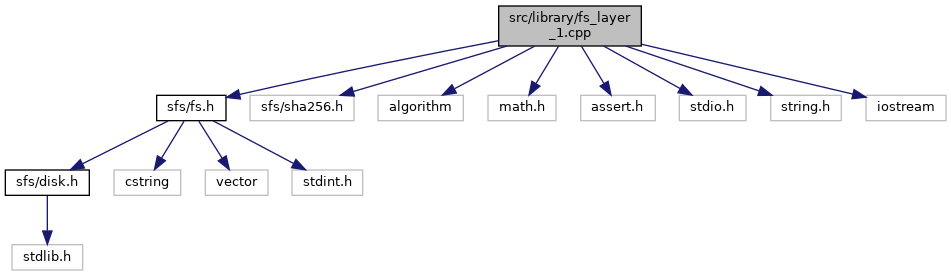 src/library/fs_layer
_1.cpp
sfs/fs.h
sfs/sha256.h
algorithm
math.h
assert.h
stdio.h
string.h
iostream
sfs/disk.h
cstring
vector
stdint.h
stdlib.h